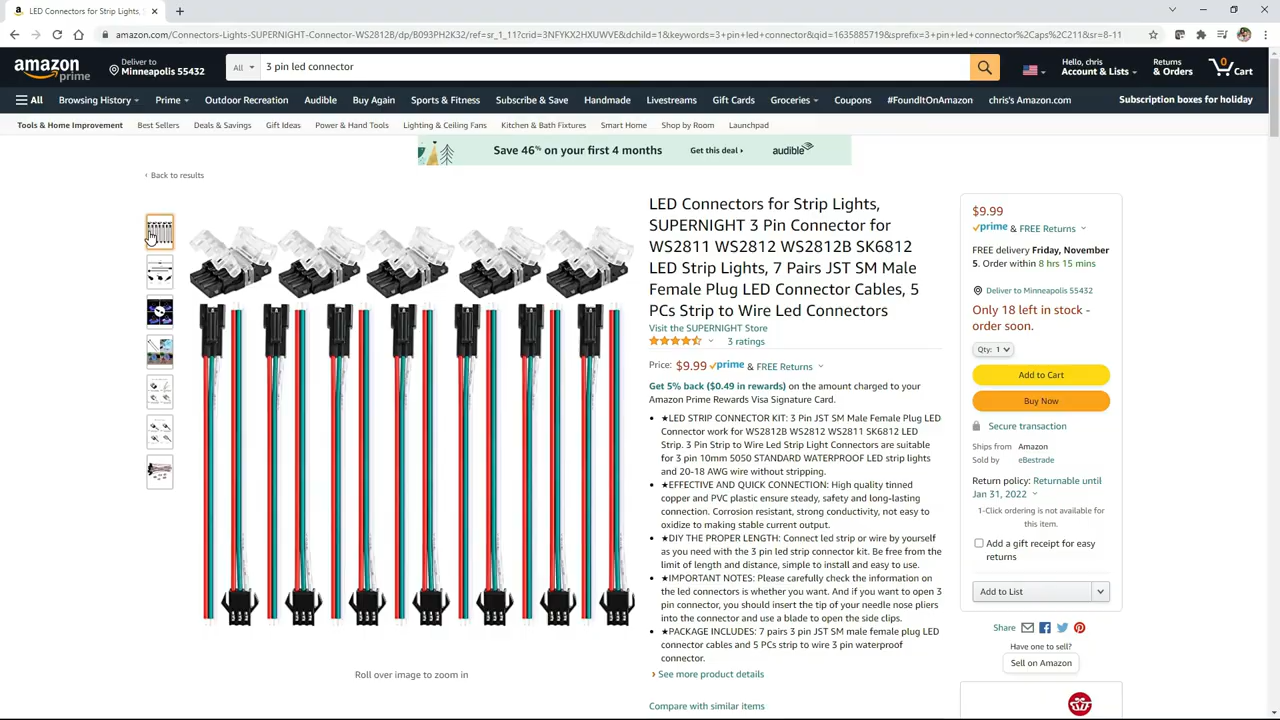 LED Connectors for Strip Lights,
amazon.com/Connectors-Lights-SUPERNIGHT-Connector-WS2812B/dp/B093PH2K32/ref=sr_1_11?crid=3NFYKX2HXUWVE&dchild=1&keywords=3+pin+led+connector&qid=1635885719&sprefix=3+pin+led+connector%2Caps%2C211&sr=8-11
amazon
prime
Deliver to
Minneapolis 55432
All
3 pin led connector
Hello, chris
Account & Lists
Returns
& Orders
0
Cart
All
Browsing History
Prime
Outdoor Recreation
Audible
Buy Again
Sports & Fitness
Subscribe & Save
Handmade
Livestreams
Gift Cards
Groceries
Coupons
#FoundItOnAmazon
chris's Amazon.com
Subscription boxes for holiday
Tools & Home Improvement
Best Sellers
Deals & Savings
Gift Ideas
Power & Hand Tools
Lighting & Ceiling Fans
Kitchen & Bath Fixtures
Smart Home
Shop by Room
Launchpad
Save 46% on your first 4 months
Get this deal ›
audible
‹ Back to results
LED Connectors for Strip Lights,
SUPERNIGHT 3 Pin Connector for
WS2811 WS2812 WS2812B SK6812
LED Strip Lights, 7 Pairs JST SM Male
Female Plug LED Connector Cables, 5
PCs Strip to Wire Led Connectors
Visit the SUPERNIGHT Store
3 ratings
Price: $9.99 prime & FREE Returns
Get 5% back ($0.49 in rewards) on the amount charged to your
Amazon Prime Rewards Visa Signature Card.
• ★LED STRIP CONNECTOR KIT: 3 Pin JST SM Male Female Plug LED
Connector work for WS2812B WS2812 WS2811 SK6812 LED
Strip. 3 Pin Strip to Wire Led Strip Light Connectors are suitable
for 3 pin 10mm 5050 STANDARD WATERPROOF LED strip lights
and 20-18 AWG wire without stripping.
• ★EFFECTIVE AND QUICK CONNECTION: High quality tinned
copper and PVC plastic ensure steady, safety and long-lasting
connection. Corrosion resistant, strong conductivity, not easy to
oxidize to making stable current output.
• ★DIY THE PROPER LENGTH: Connect led strip or wire by yourself
as you need with the 3 pin led strip connector kit. Be free from the
limit of length and distance, simple to install and easy to use.
• ★IMPORTANT NOTES: Please carefully check the information on
the led connectors is whether you want. And if you want to open 3
pin connector, you should insert the tip of your needle nose pliers
into the connector and use a blade to open the side clips.
• ★PACKAGE INCLUDES: 7 pairs 3 pin JST SM male female plug LED
connector cables and 5 PCs strip to wire 3 pin waterproof
connector.
› See more product details
Compare with similar items
Roll over image to zoom in
$9.99
prime & FREE Returns
FREE delivery Friday, November
5. Order within 8 hrs 15 mins
Deliver to Minneapolis 55432
Only 18 left in stock -
order soon.
Qty: 1
Add to Cart
Buy Now
Secure transaction
Ships from Amazon
Sold by eBestrade
Return policy: Returnable until
Jan 31, 2022
1-Click ordering is not available for
this item.
Add a gift receipt for easy
returns
Add to List
Share
Have one to sell?
Sell on Amazon